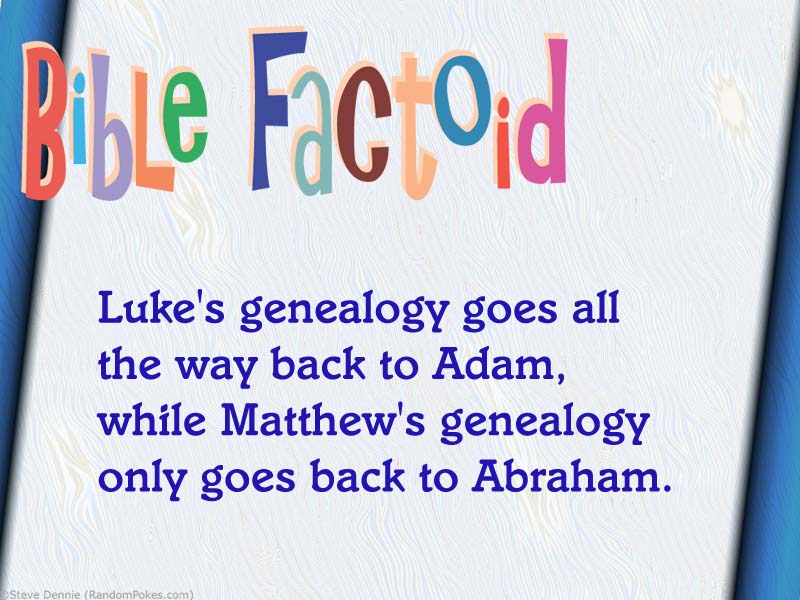 Bible Factoid
Luke's genealogy goes all
the way back to Adam,
while Matthew's genealogy
only goes back to Abraham.
©Steve Dennie (RandomPokes.com)